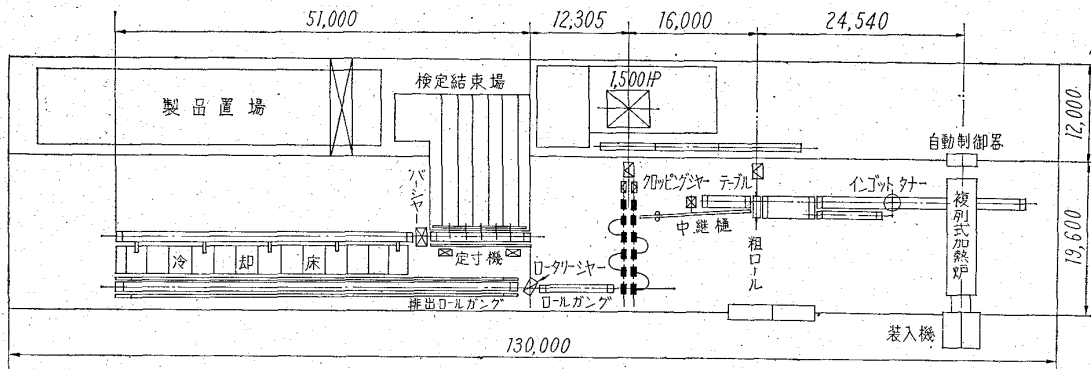 51,000
12,305
16,000
24,540
製品置場
検定結束場
1,500 HP
12,000
自動制御器
バーシャー
クロッピングシャー
テーブル
インゴットタナー
中継樋
粗ロール
複列式加熱炉
19,600
冷却床
定寸機
ロータリーシャー
排出ロールガング
ロールガング
装入機
130,000